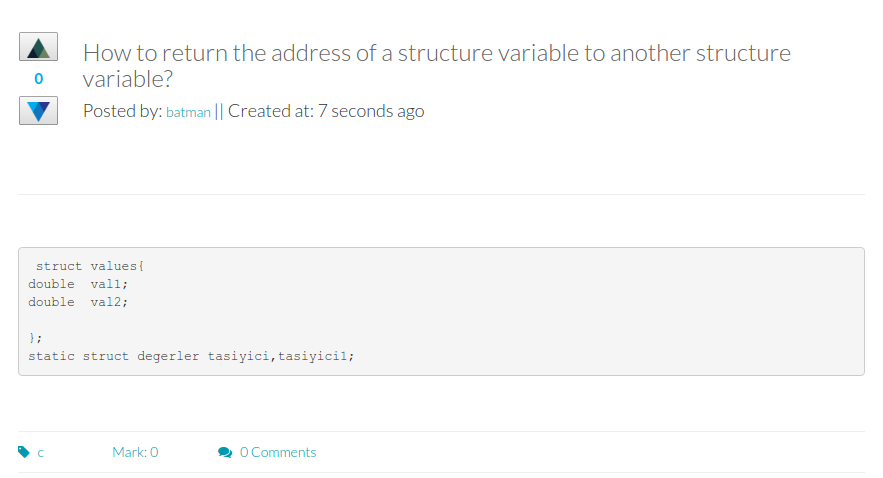 How to return the address of a structure variable to another structure
0
variable?
Posted by: batman || Created at: 7 seconds ago
struct values{
double  val1;
double  val2;
};
static struct degerler tasiyici,tasiyici1;
c
Mark: 0
0 Comments